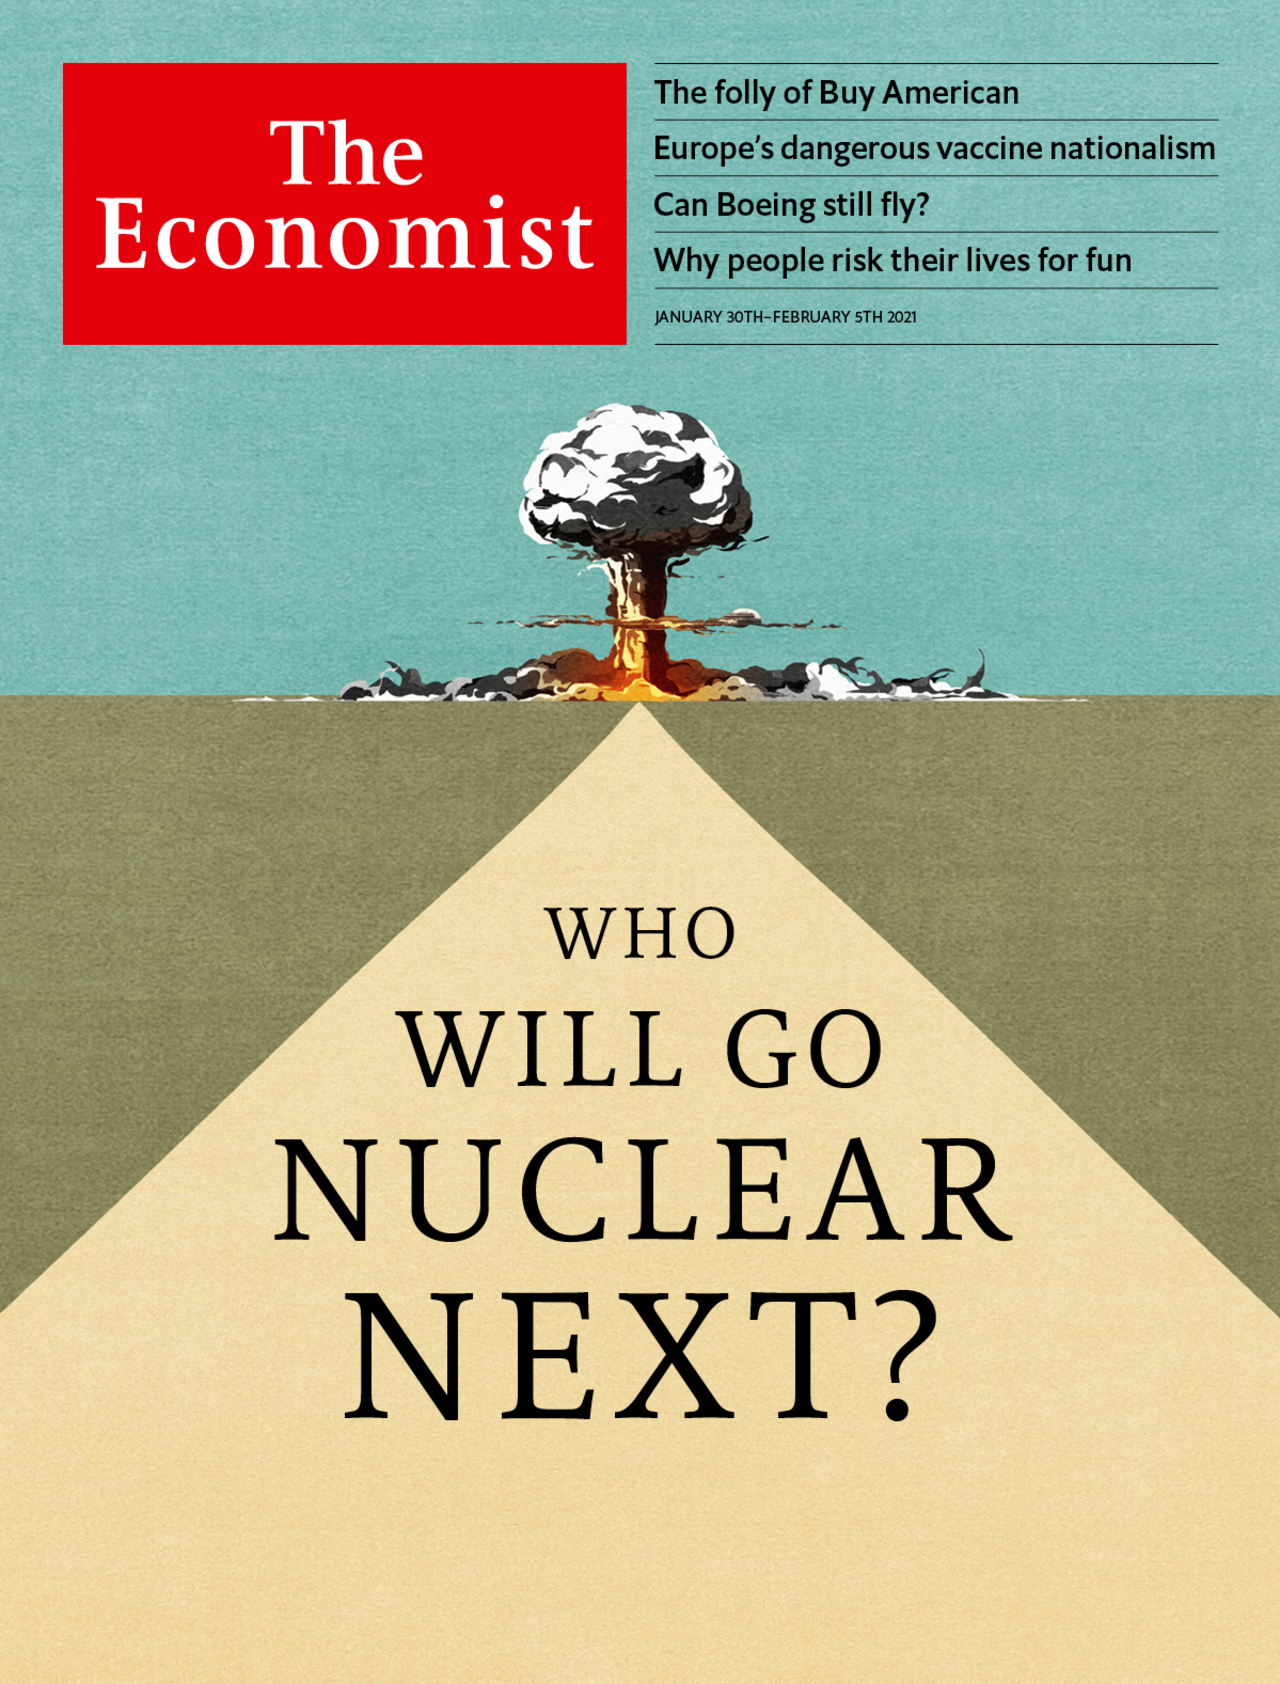 The
Economist
The folly of Buy American
Europe's dangerous vaccine nationalism
Can Boeing still fly?
Why people risk their lives for fun
JANUARY 30TH–FEBRUARY 5TH 2021
WHO
WILL GO
NUCLEAR
NEXT?